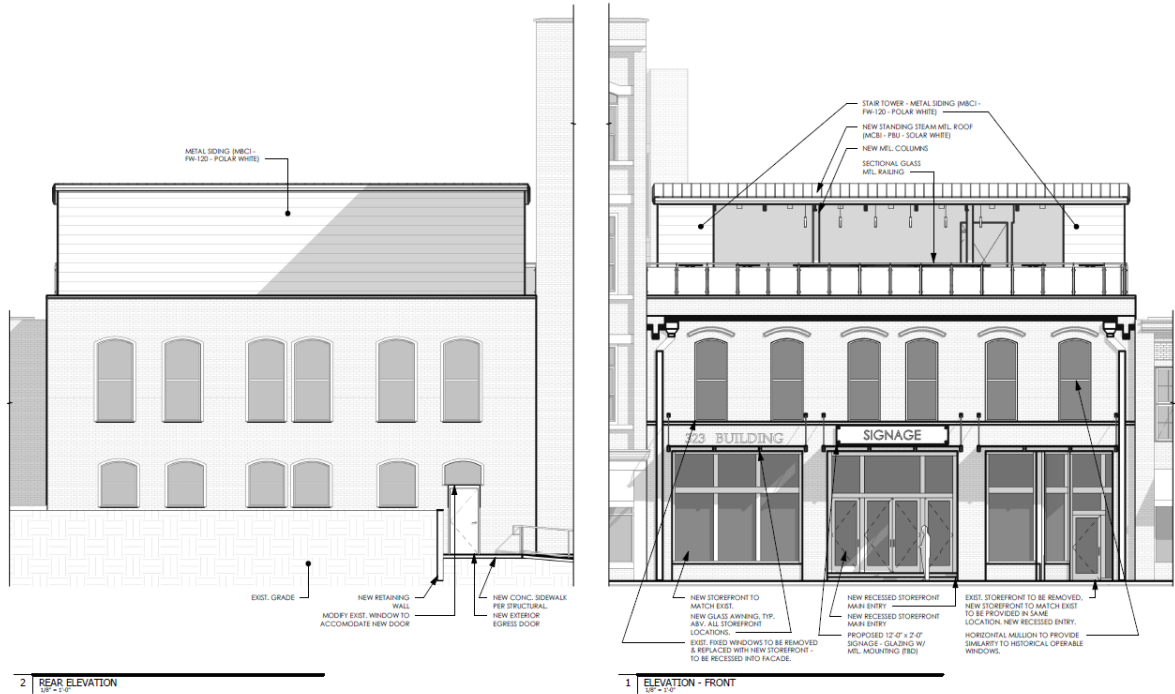 METAL SIDING (MBCI -
FW-120 - POLAR WHITE)
EXIST. GRADE
NEW RETAINING
WALL
MODIFY EXIST. WINDOW TO
ACCOMODATE NEW DOOR
NEW CONC. SIDEWALK
PER STRUCTURAL.
NEW EXTERIOR
EGRESS DOOR
2 REAR ELEVATION
1/8" = 1'-0"
STAIR TOWER - METAL SIDING (MBCI -
FW-120 - POLAR WHITE)
NEW STANDING STEAM MTL. ROOF
(MCBI - PBU - SOLAR WHITE)
NEW MTL. COLUMNS
SECTIONAL GLASS
MTL. RAILING
323 BUILDING
SIGNAGE
NEW STOREFRONT TO
MATCH EXIST.
NEW GLASS AWNING, TYP.
ABV. ALL STOREFRONT
LOCATIONS.
EXIST. FIXED WINDOWS TO BE REMOVED
& REPLACED WITH NEW STOREFRONT -
TO BE RECESSED INTO FACADE.
NEW RECESSED STOREFRONT
MAIN ENTRY
NEW RECESSED STOREFRONT
MAIN ENTRY
PROPOSED 12'-0" x 2'-0"
SIGNAGE - GLAZING W/
MTL. MOUNTING (TBD)
EXIST. STOREFRONT TO BE REMOVED.
NEW STOREFRONT TO MATCH EXIST
TO BE PROVIDED IN SAME
LOCATION. NEW RECESSED ENTRY.
HORIZONTAL MULLION TO PROVIDE
SIMILARITY TO HISTORICAL OPERABLE
WINDOWS.
1 ELEVATION - FRONT
1/8" = 1'-0"